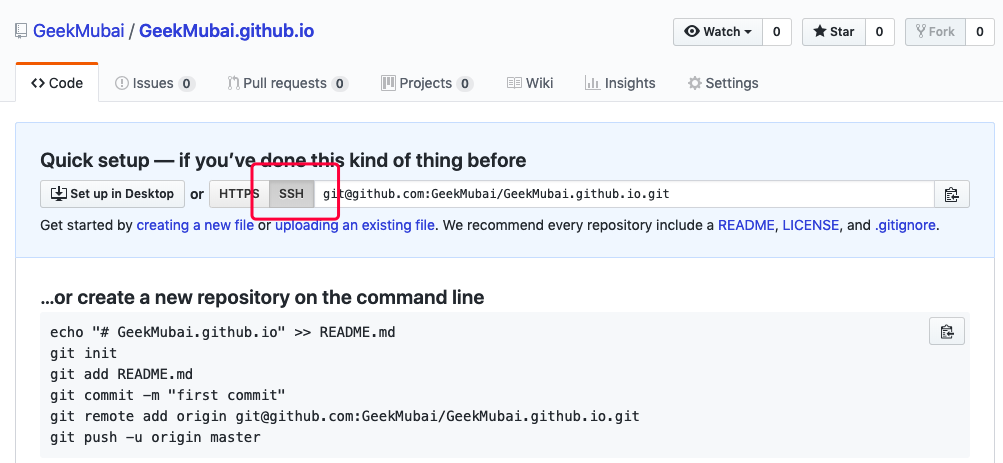 GeekMubai / GeekMubai.github.io
Watch 0 Star 0 Fork 0
Code Issues 0 Pull requests 0 Projects 0 Wiki Insights Settings
Quick setup — if you’ve done this kind of thing before
Set up in Desktop or HTTPS SSH git@github.com:GeekMubai/GeekMubai.github.io.git
Get started by creating a new file or uploading an existing file. We recommend every repository include a README, LICENSE, and .gitignore.
…or create a new repository on the command line
echo "# GeekMubai.github.io" >> README.md
git init
git add README.md
git commit -m "first commit"
git remote add origin git@github.com:GeekMubai/GeekMubai.github.io.git
git push -u origin master